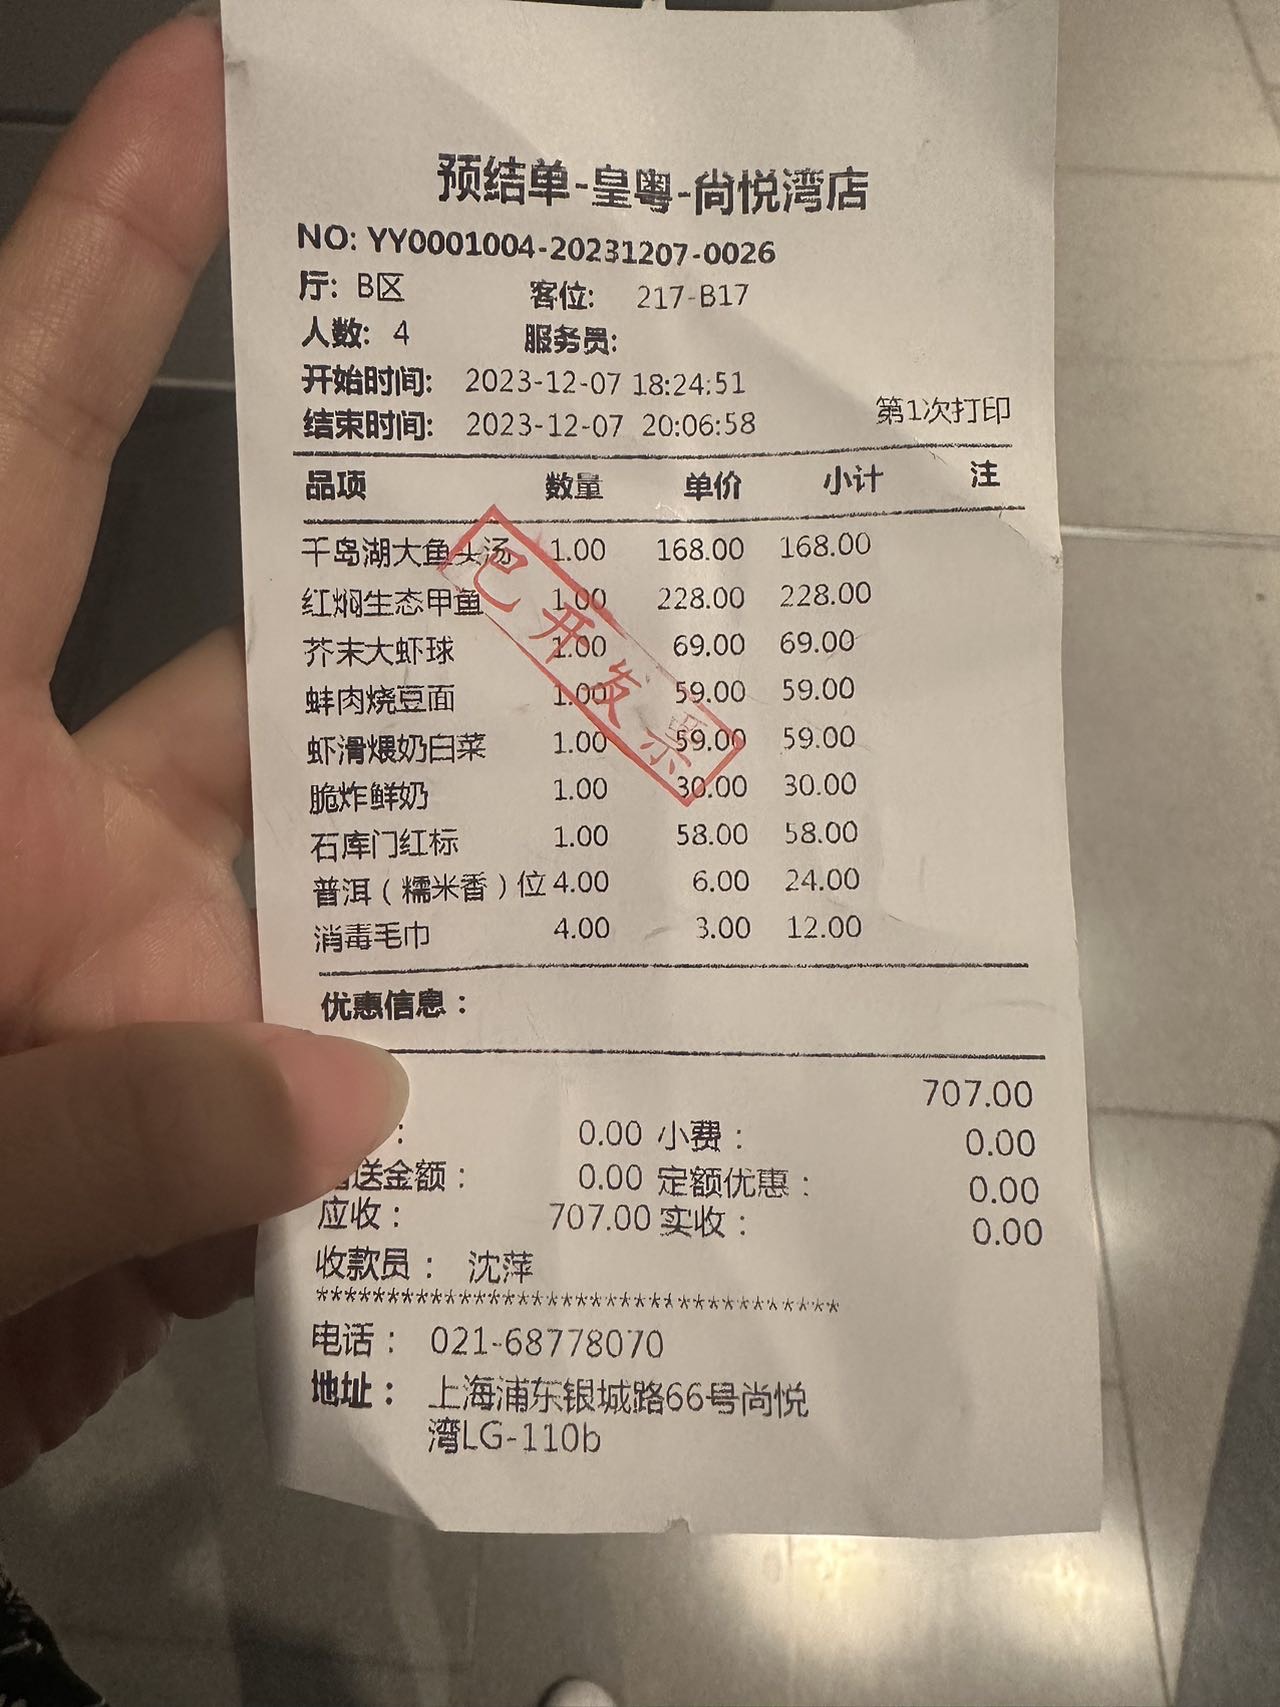 预结单-皇粤-尚悦湾店
NO: YY0001004-20231207-0026
厅: B区 客位: 217-B17
人数: 4 服务员:
开始时间: 2023-12-07 18:24:51
结束时间: 2023-12-07 20:06:58 第1次打印
品项 数量 单价 小计 注
千岛湖大鱼头汤 1.00 168.00 168.00
红焖生态甲鱼 1.00 228.00 228.00
芥末大虾球 1.00 69.00 69.00
蚌肉烧豆面 1.00 59.00 59.00
虾滑煨奶白菜 1.00 59.00 59.00
脆炸鲜奶 1.00 30.00 30.00
石库门红标 1.00 58.00 58.00
普洱（糯米香）位 4.00 6.00 24.00
消毒毛巾 4.00 3.00 12.00
已开发票
优惠信息：
707.00
: 0.00 小费： 0.00
送金额： 0.00 定额优惠： 0.00
应收： 707.00 实收： 0.00
收款员： 沈萍
*************************************
电话： 021-68778070
地址： 上海浦东银城路66号尚悦
湾LG-110b